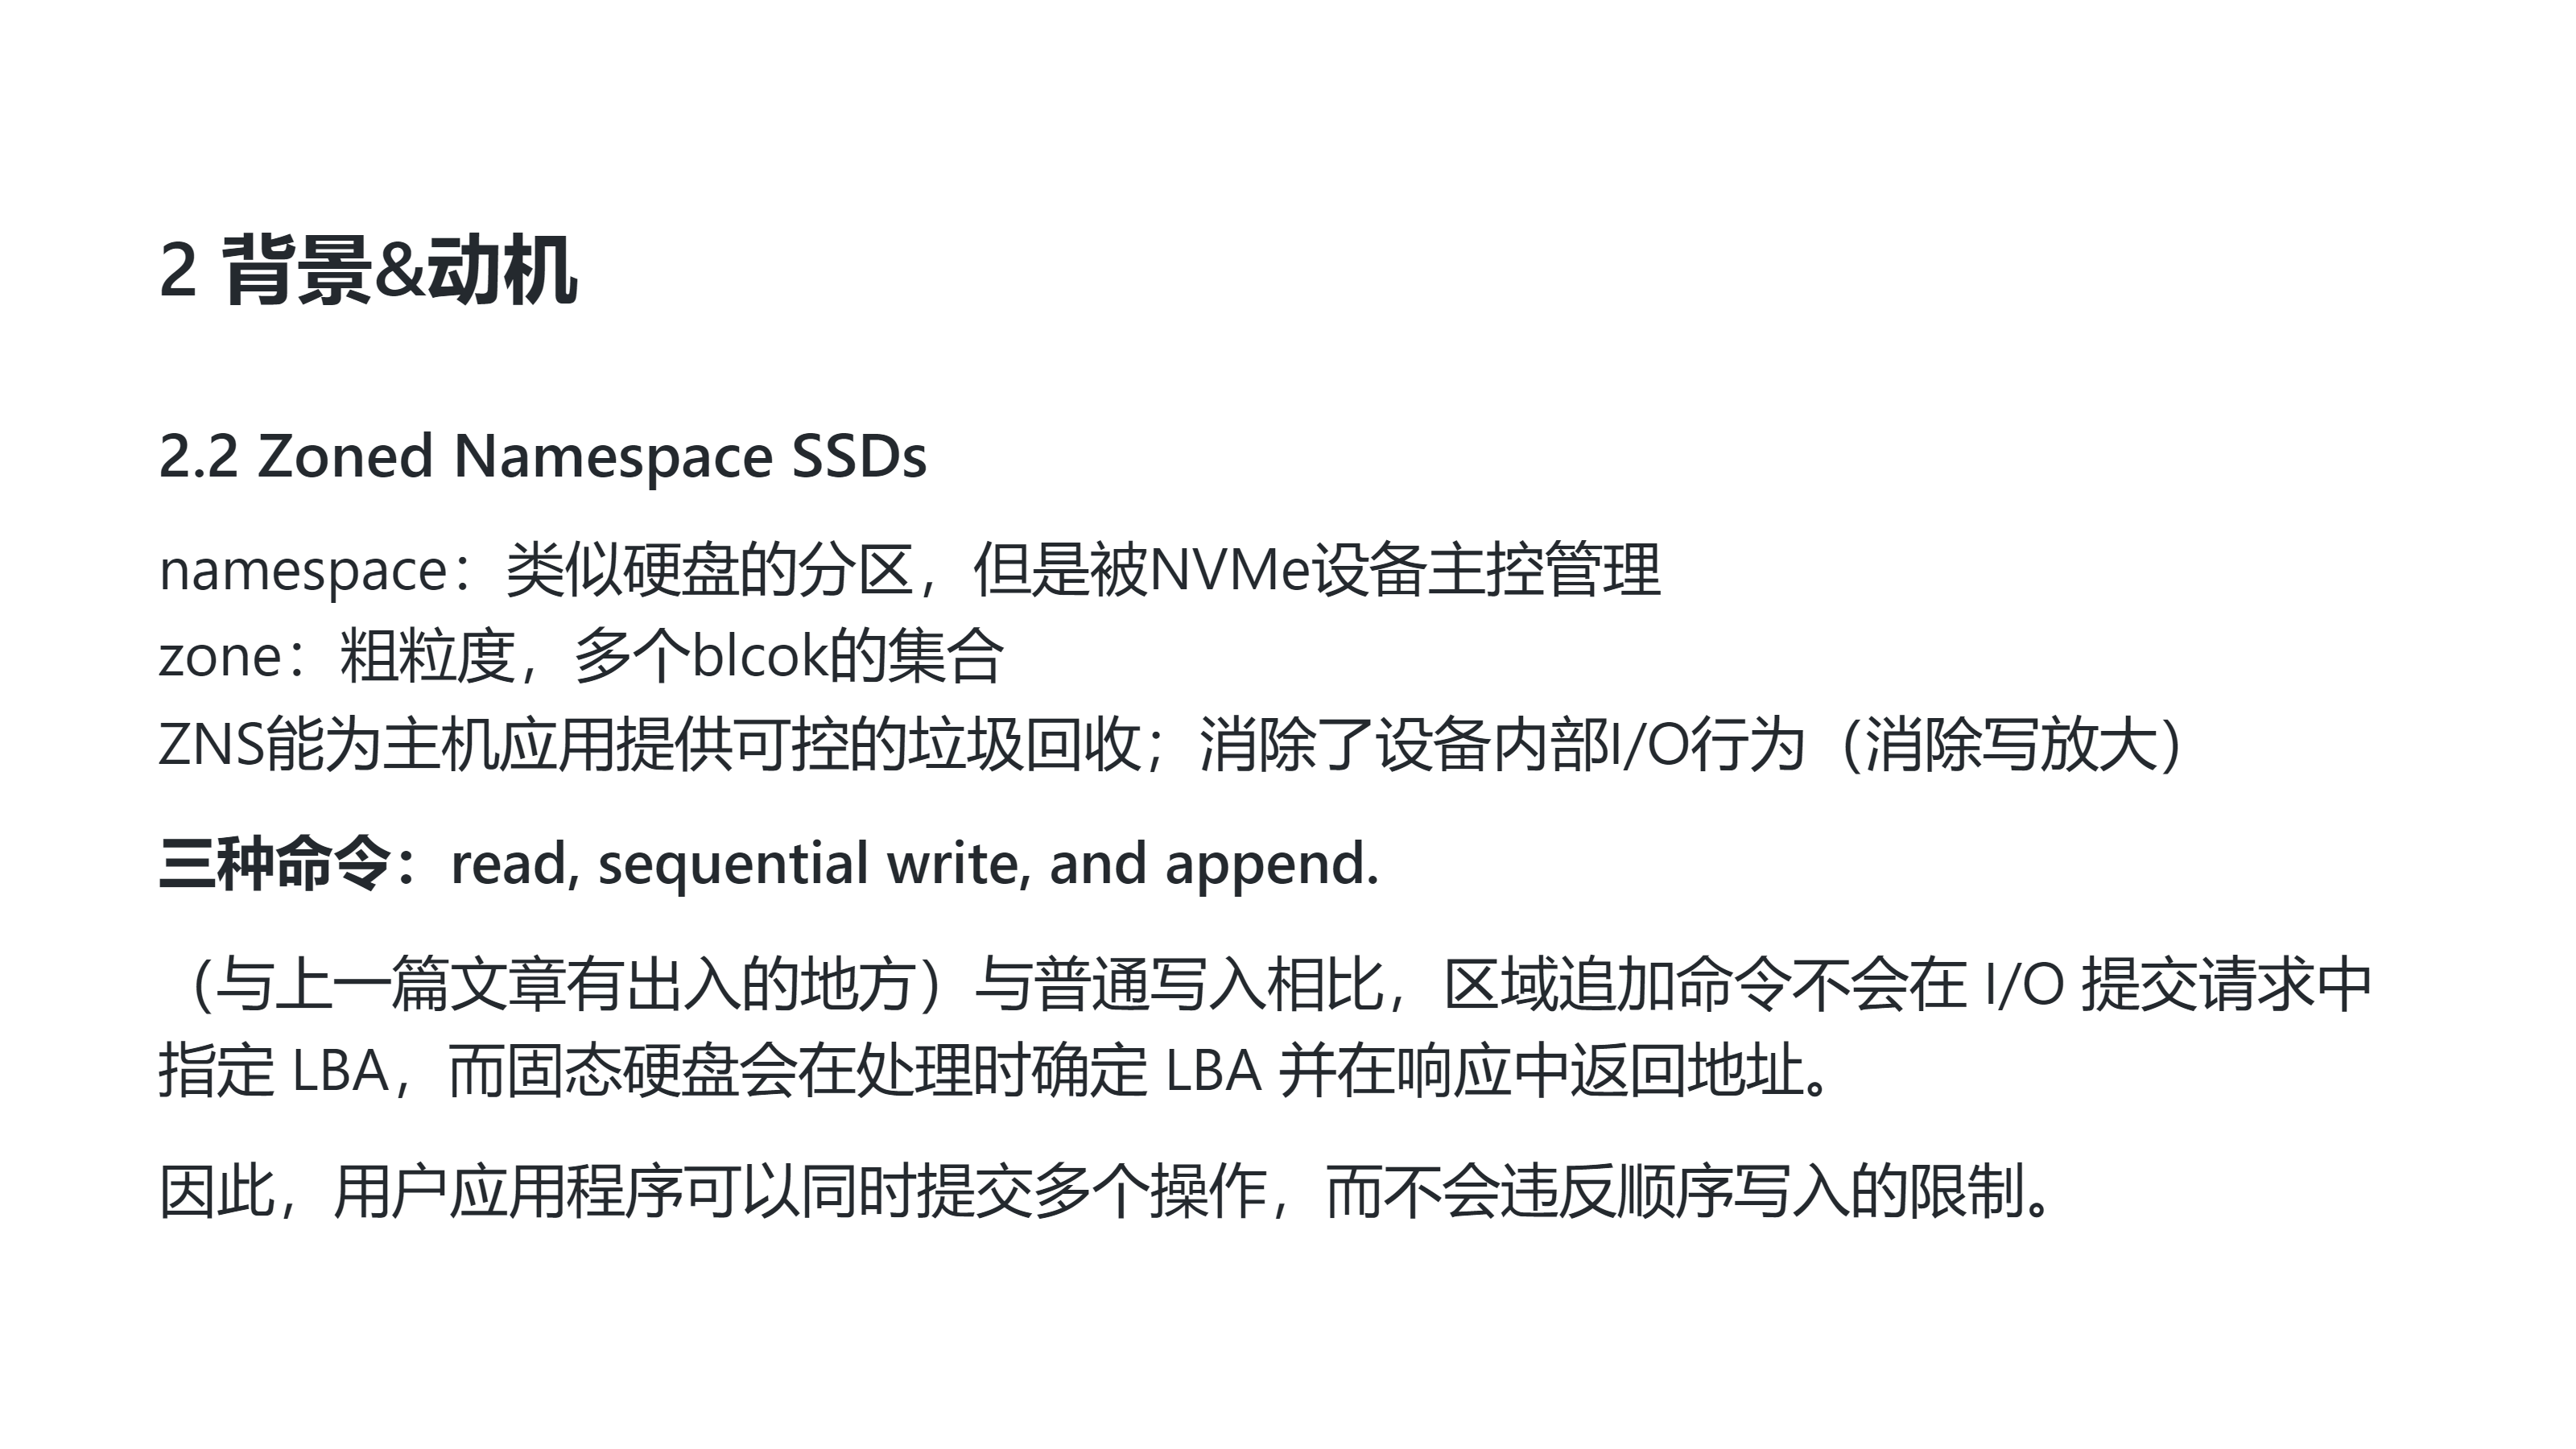 2 背景&动机
2.2 Zoned Namespace SSDs
namespace：类似硬盘的分区，但是被NVMe设备主控管理
zone：粗粒度，多个blcok的集合
ZNS能为主机应用提供可控的垃圾回收；消除了设备内部I/O行为（消除写放大）
三种命令：read, sequential write, and append.
（与上一篇文章有出入的地方）与普通写入相比，区域追加命令不会在 I/O 提交请求中
指定 LBA，而固态硬盘会在处理时确定 LBA 并在响应中返回地址。
因此，用户应用程序可以同时提交多个操作，而不会违反顺序写入的限制。